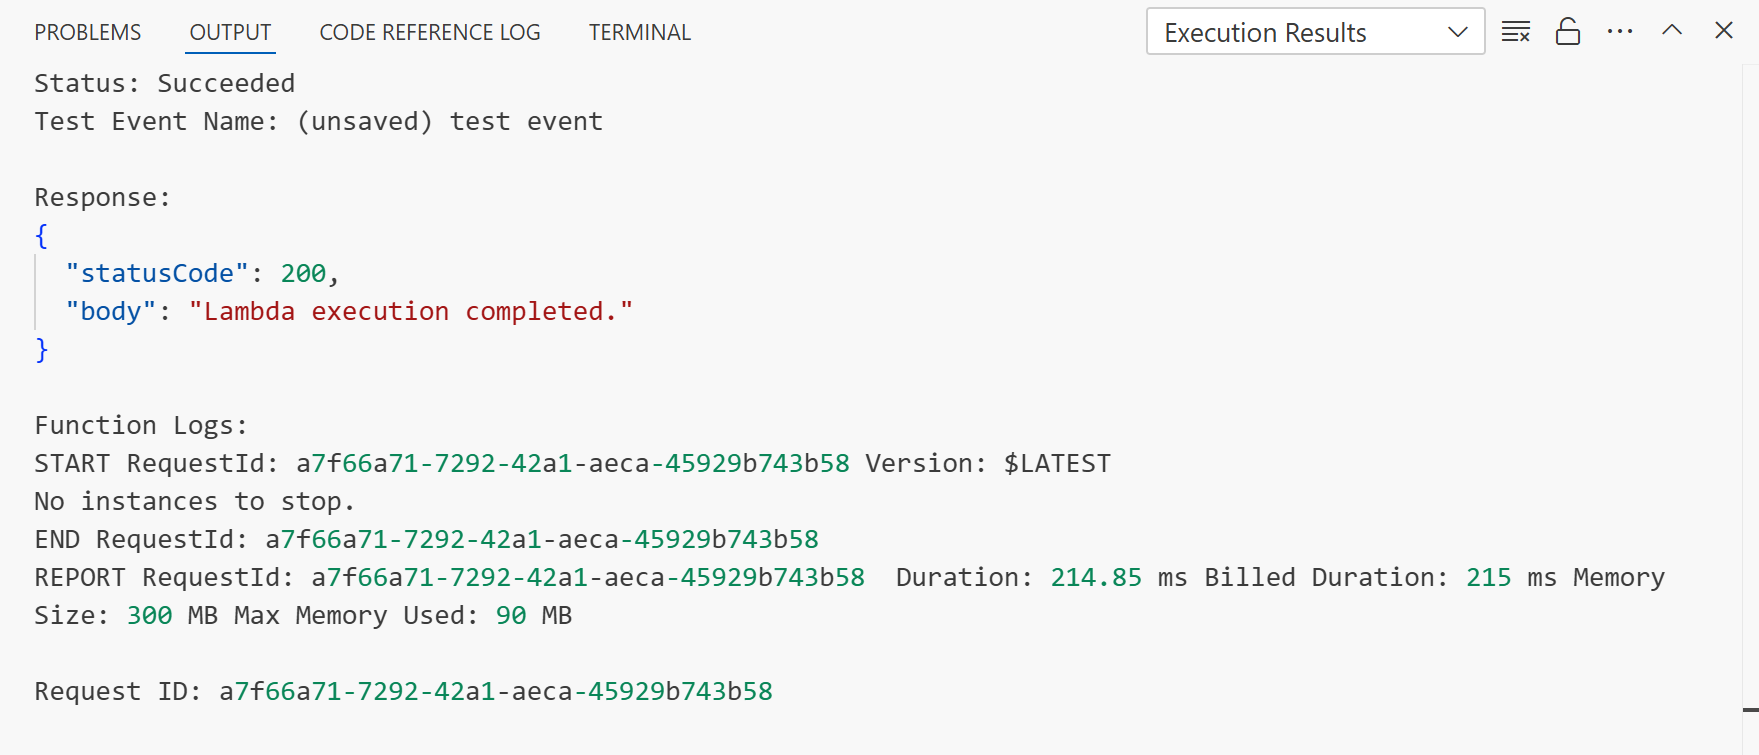 PROBLEMS OUTPUT CODE REFERENCE LOG TERMINAL Execution Results
Status: Succeeded
Test Event Name: (unsaved) test event
Response:
{
"statusCode": 200,
"body": "Lambda execution completed."
}
Function Logs:
START RequestId: a7f66a71-7292-42a1-aeca-45929b743b58 Version: $LATEST
No instances to stop.
END RequestId: a7f66a71-7292-42a1-aeca-45929b743b58
REPORT RequestId: a7f66a71-7292-42a1-aeca-45929b743b58 Duration: 214.85 ms Billed Duration: 215 ms Memory
Size: 300 MB Max Memory Used: 90 MB
Request ID: a7f66a71-7292-42a1-aeca-45929b743b58